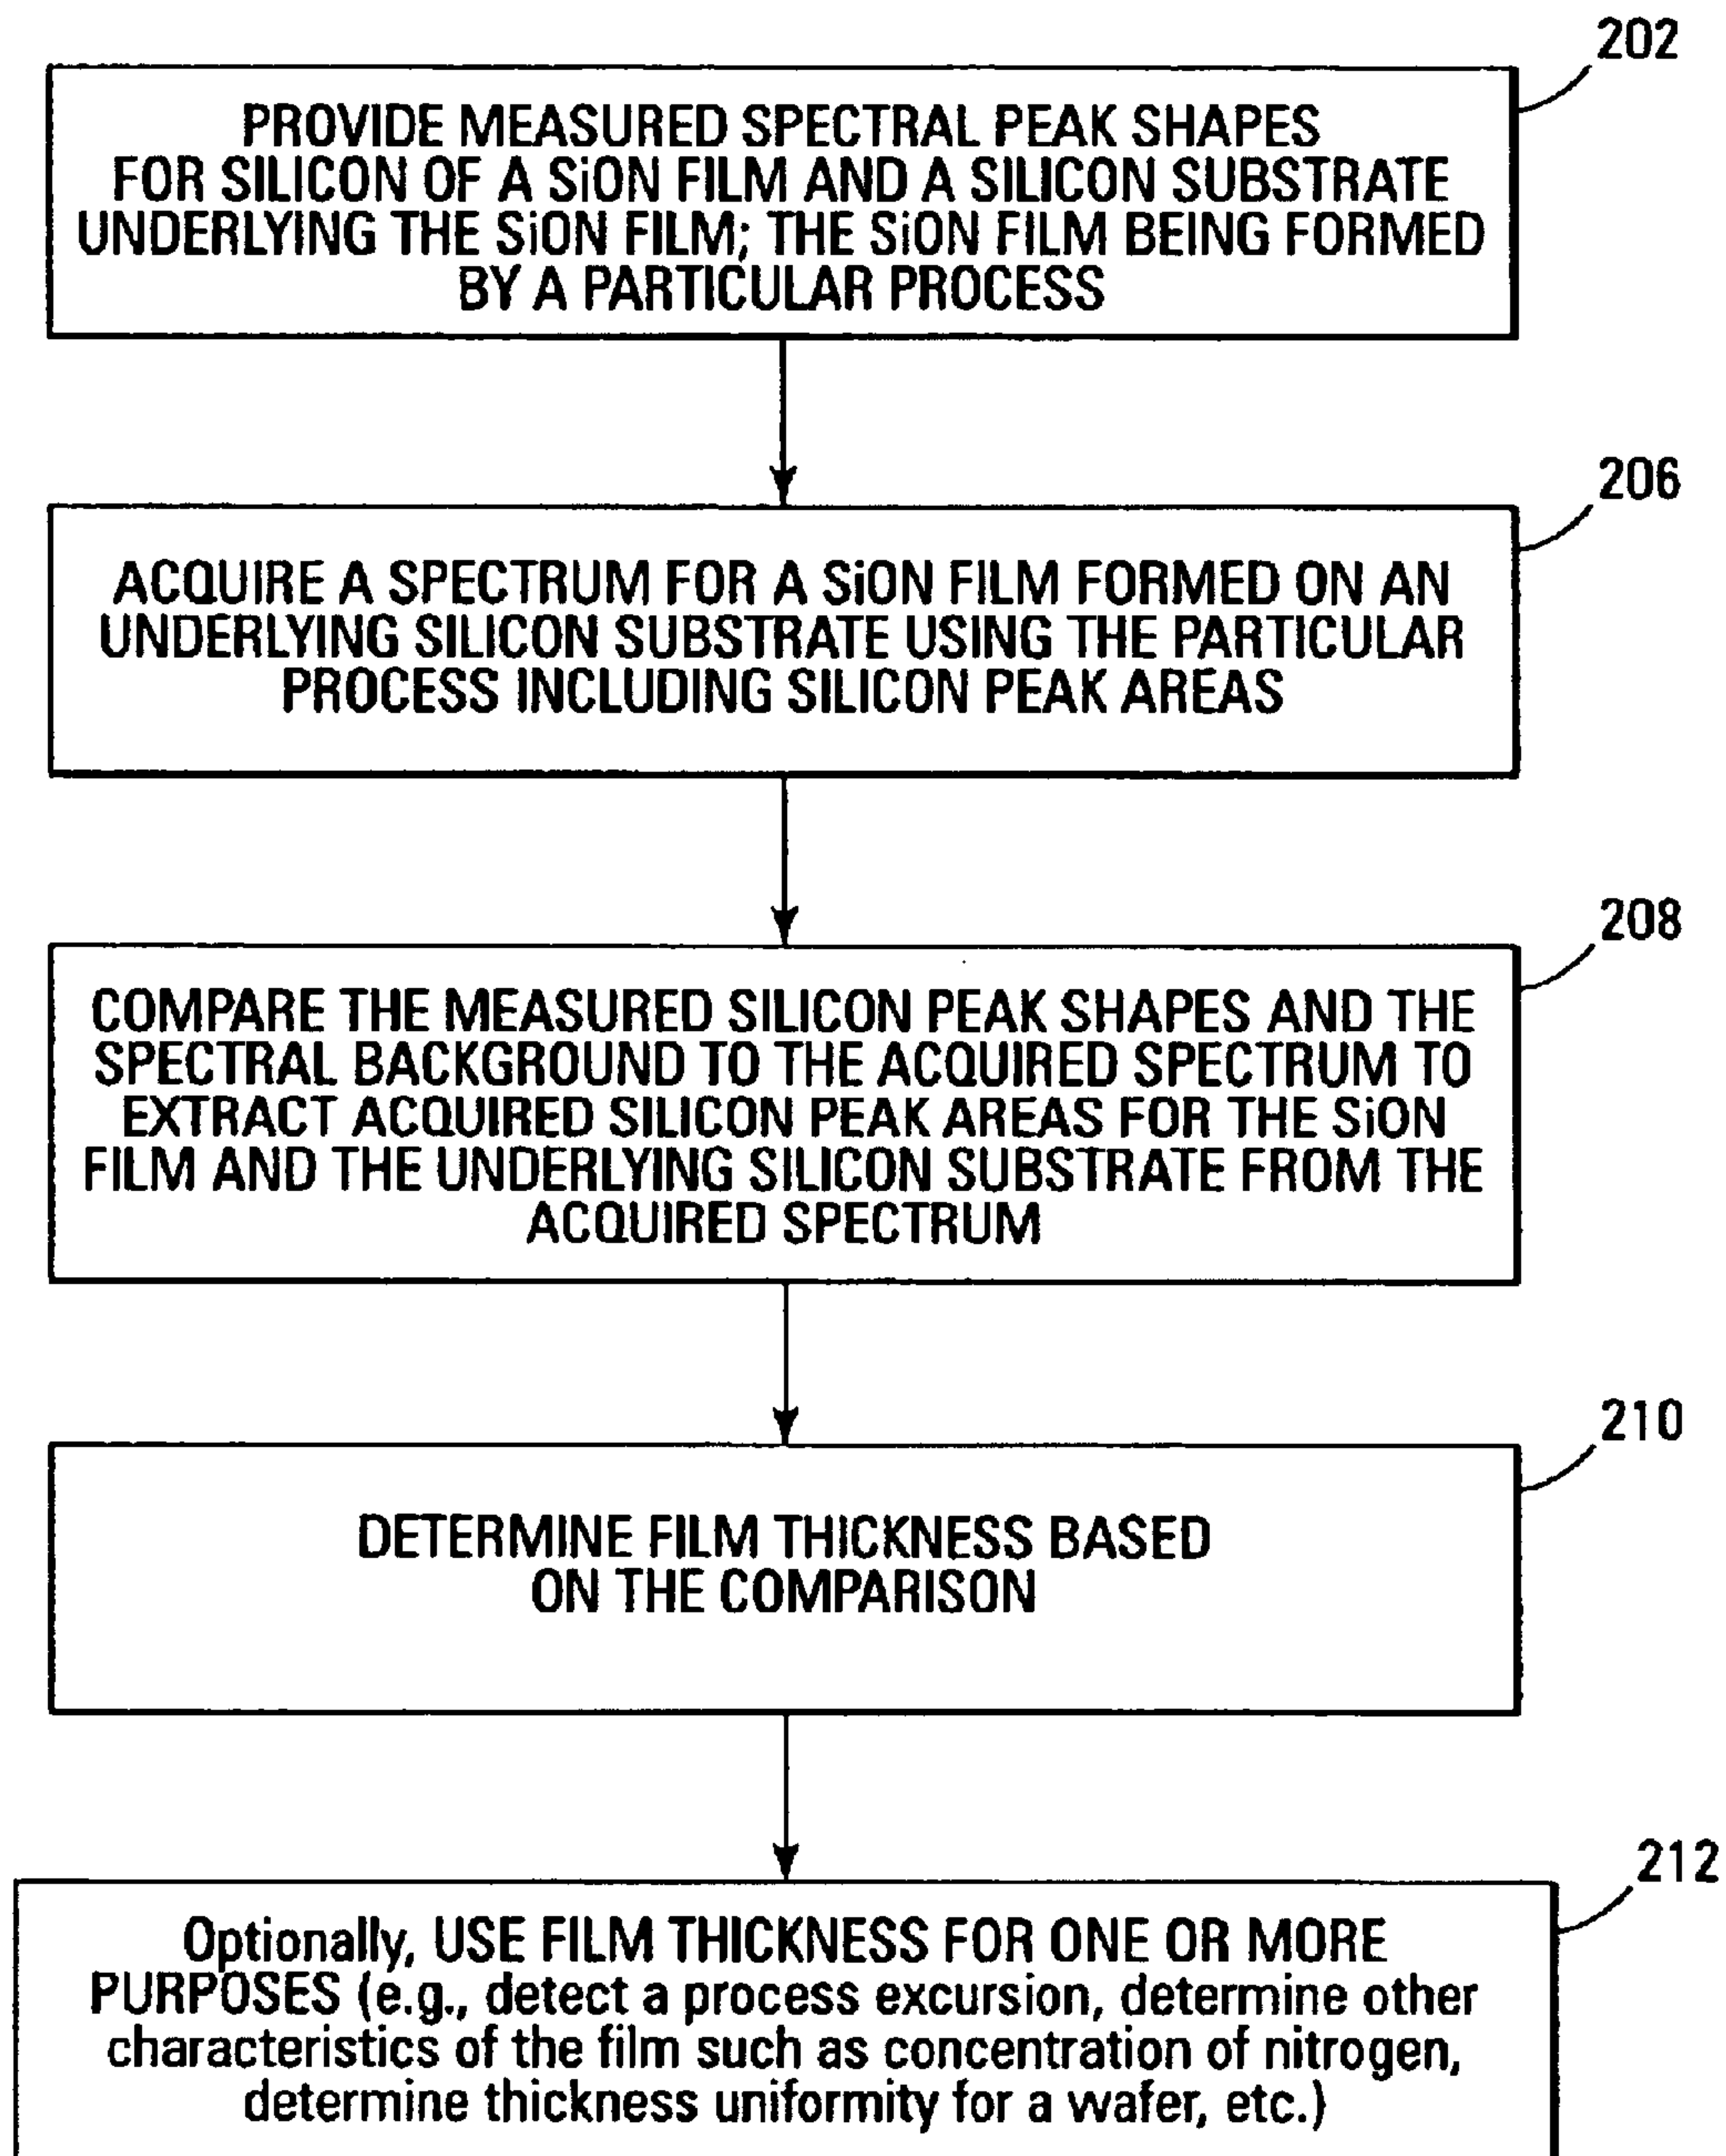 202
PROVIDE MEASURED SPECTRAL PEAK SHAPES
FOR SILICON OF A SiON FILM AND A SILICON SUBSTRATE
UNDERLYING THE SiON FILM; THE SiON FILM BEING FORMED
BY A PARTICULAR PROCESS
206
ACQUIRE A SPECTRUM FOR A SiON FILM FORMED ON AN
UNDERLYING SILICON SUBSTRATE USING THE PARTICULAR
PROCESS INCLUDING SILICON PEAK AREAS
208
COMPARE THE MEASURED SILICON PEAK SHAPES AND THE
SPECTRAL BACKGROUND TO THE ACQUIRED SPECTRUM TO
EXTRACT ACQUIRED SILICON PEAK AREAS FOR THE SiON
FILM AND THE UNDERLYING SILICON SUBSTRATE FROM THE
ACQUIRED SPECTRUM
210
DETERMINE FILM THICKNESS BASED
ON THE COMPARISON
212
Optionally, USE FILM THICKNESS FOR ONE OR MORE
PURPOSES (e.g., detect a process excursion, determine other
characteristics of the film such as concentration of nitrogen,
determine thickness uniformity for a wafer, etc.)